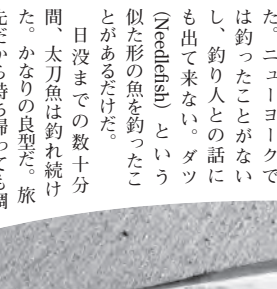 た。ニューヨークで
は釣ったことがない
し、釣り人との話に
も出て来ない。ダツ
(Needlefish) という
似た形の魚を釣ったこ
とがあるだけだ。
日没までの数十分
間、太刀魚は釣れ続け
た。かなりの良型だ。旅